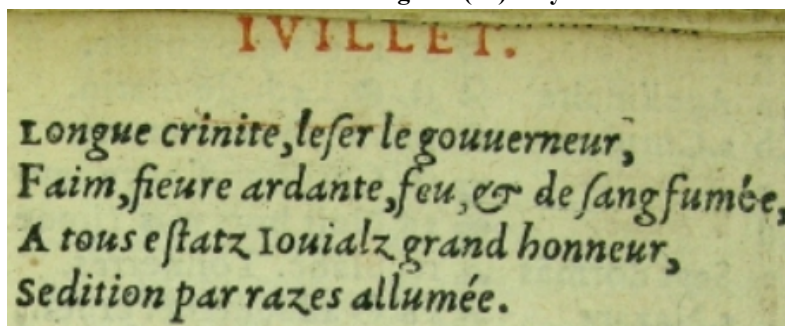 IVILLET.
Longue crinite, leſer le gouuerneur,
Faim, fieure ardante, feu, & de ſang fumée,
A tous eſtatz Iouialz grand honneur,
Sedition par razes allumée.